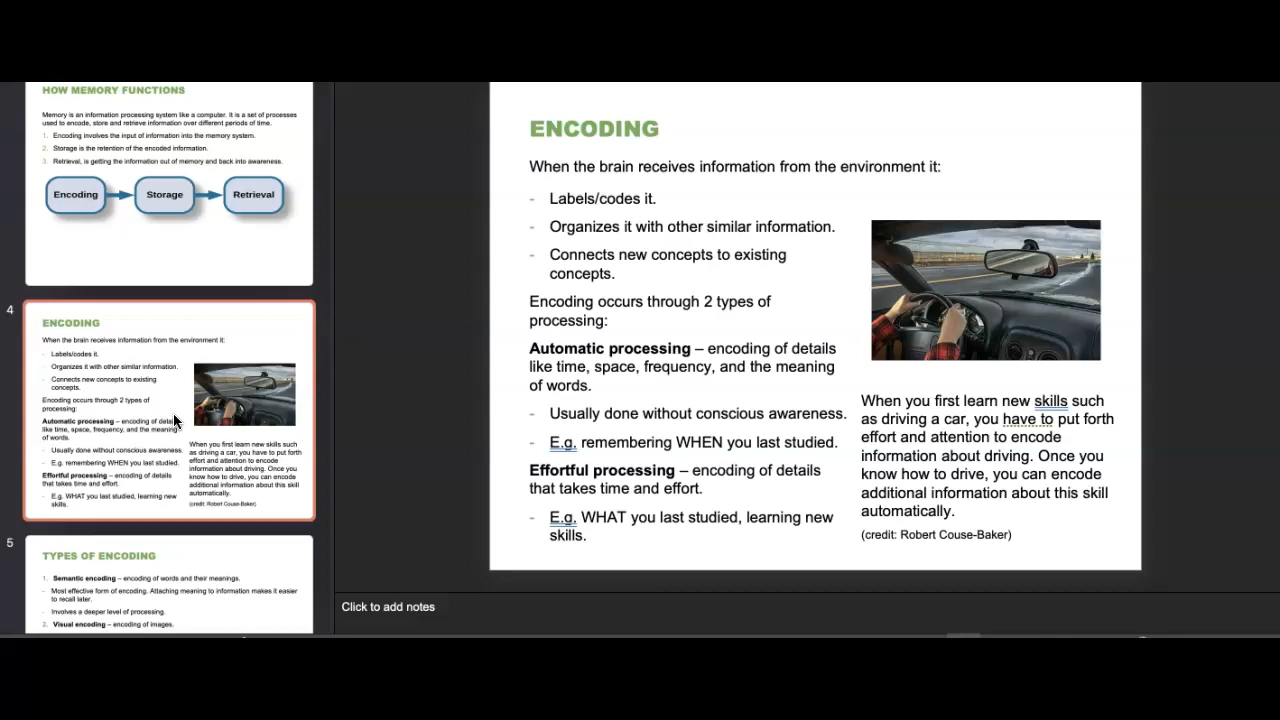 HOW MEMORY FUNCTIONS
Memory is an information processing system like a computer. It is a set of processes
used to encode, store and retrieve information over different periods of time.
1. Encoding involves the input of information into the memory system.
2. Storage is the retention of the encoded information.
3. Retrieval, is getting the information out of memory and back into awareness.
Encoding
Storage
Retrieval
4
ENCODING
When the brain receives information from the environment it:
- Labels/codes it.
- Organizes it with other similar information.
- Connects new concepts to existing
concepts.
Encoding occurs through 2 types of
processing:
Automatic processing – encoding of details
like time, space, frequency, and the meaning
of words.
- Usually done without conscious awareness.
- E.g. remembering WHEN you last studied.
Effortful processing – encoding of details
that takes time and effort.
- E.g. WHAT you last studied, learning new
skills.
When you first learn new skills such
as driving a car, you have to put forth
effort and attention to encode
information about driving. Once you
know how to drive, you can encode
additional information about this skill
automatically.
(credit: Robert Couse-Baker)
5
TYPES OF ENCODING
1. Semantic encoding – encoding of words and their meanings.
- Most effective form of encoding. Attaching meaning to information makes it easier
to recall later.
- Involves a deeper level of processing.
2. Visual encoding – encoding of images.
ENCODING
When the brain receives information from the environment it:
- Labels/codes it.
- Organizes it with other similar information.
- Connects new concepts to existing
concepts.
Encoding occurs through 2 types of
processing:
Automatic processing – encoding of details
like time, space, frequency, and the meaning
of words.
- Usually done without conscious awareness.
- E.g. remembering WHEN you last studied.
Effortful processing – encoding of details
that takes time and effort.
- E.g. WHAT you last studied, learning new
skills.
When you first learn new skills such
as driving a car, you have to put forth
effort and attention to encode
information about driving. Once you
know how to drive, you can encode
additional information about this skill
automatically.
(credit: Robert Couse-Baker)
Click to add notes